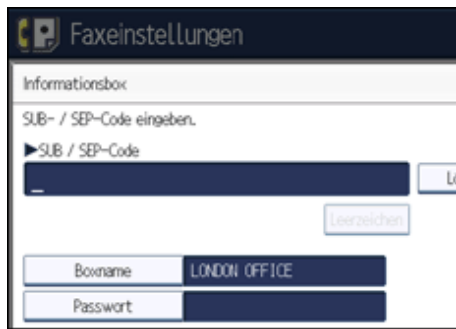 Faxeinstellungen
Informationsbox
SUB- / SEP-Code eingeben.
►SUB / SEP-Code
_
Leerzeichen
Boxname LONDON OFFICE
Passwort